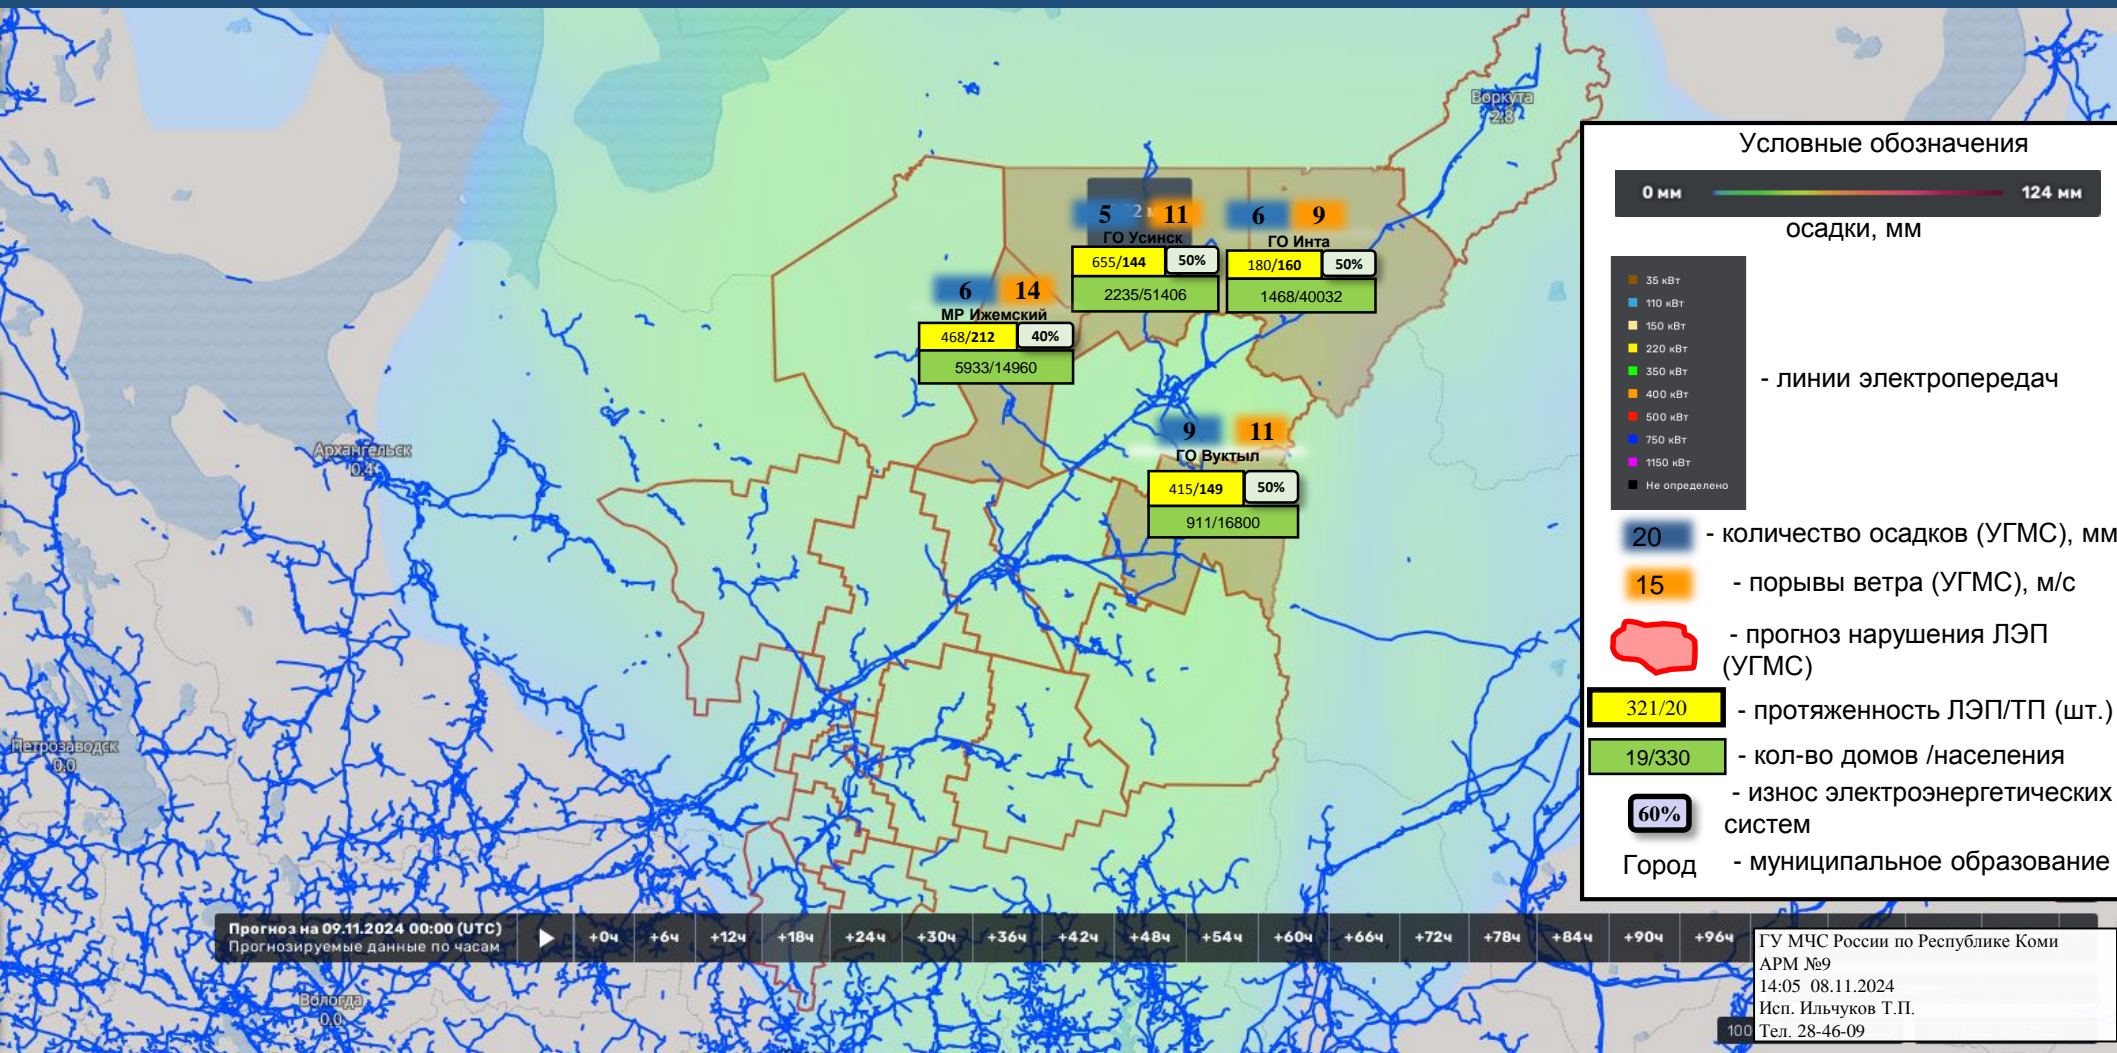 Воркута
2.8
Архангельск
0.4
Петрозаводск
0.0
Вологда
0.0
5
11
ГО Усинск
655/144
50%
2235/51406
6
9
ГО Инта
180/160
50%
1468/40032
6
14
МР Ижемский
468/212
40%
5933/14960
9
11
ГО Вуктыл
415/149
50%
911/16800
Условные обозначения
0 мм
124 мм
осадки, мм
35 кВт
110 кВт
150 кВт
220 кВт
350 кВт
400 кВт
500 кВт
750 кВт
1150 кВт
Не определено
- линии электропередач
20
- количество осадков (УГМС), мм
15
- порывы ветра (УГМС), м/с
- прогноз нарушения ЛЭП
(УГМС)
321/20
- протяженность ЛЭП/ТП (шт.)
19/330
- кол-во домов /населения
60%
- износ электроэнергетических
систем
Город
- муниципальное образование
Прогноз на 09.11.2024 00:00 (UTC)
Прогнозируемые данные по часам
+0ч +6ч +12ч +18ч +24ч +30ч +36ч +42ч +48ч +54ч +60ч +66ч +72ч +78ч +84ч +90ч +96ч
ГУ МЧС России по Республике Коми
АРМ №9
14:05 08.11.2024
Исп. Ильчуков Т.П.
Тел. 28-46-09
100